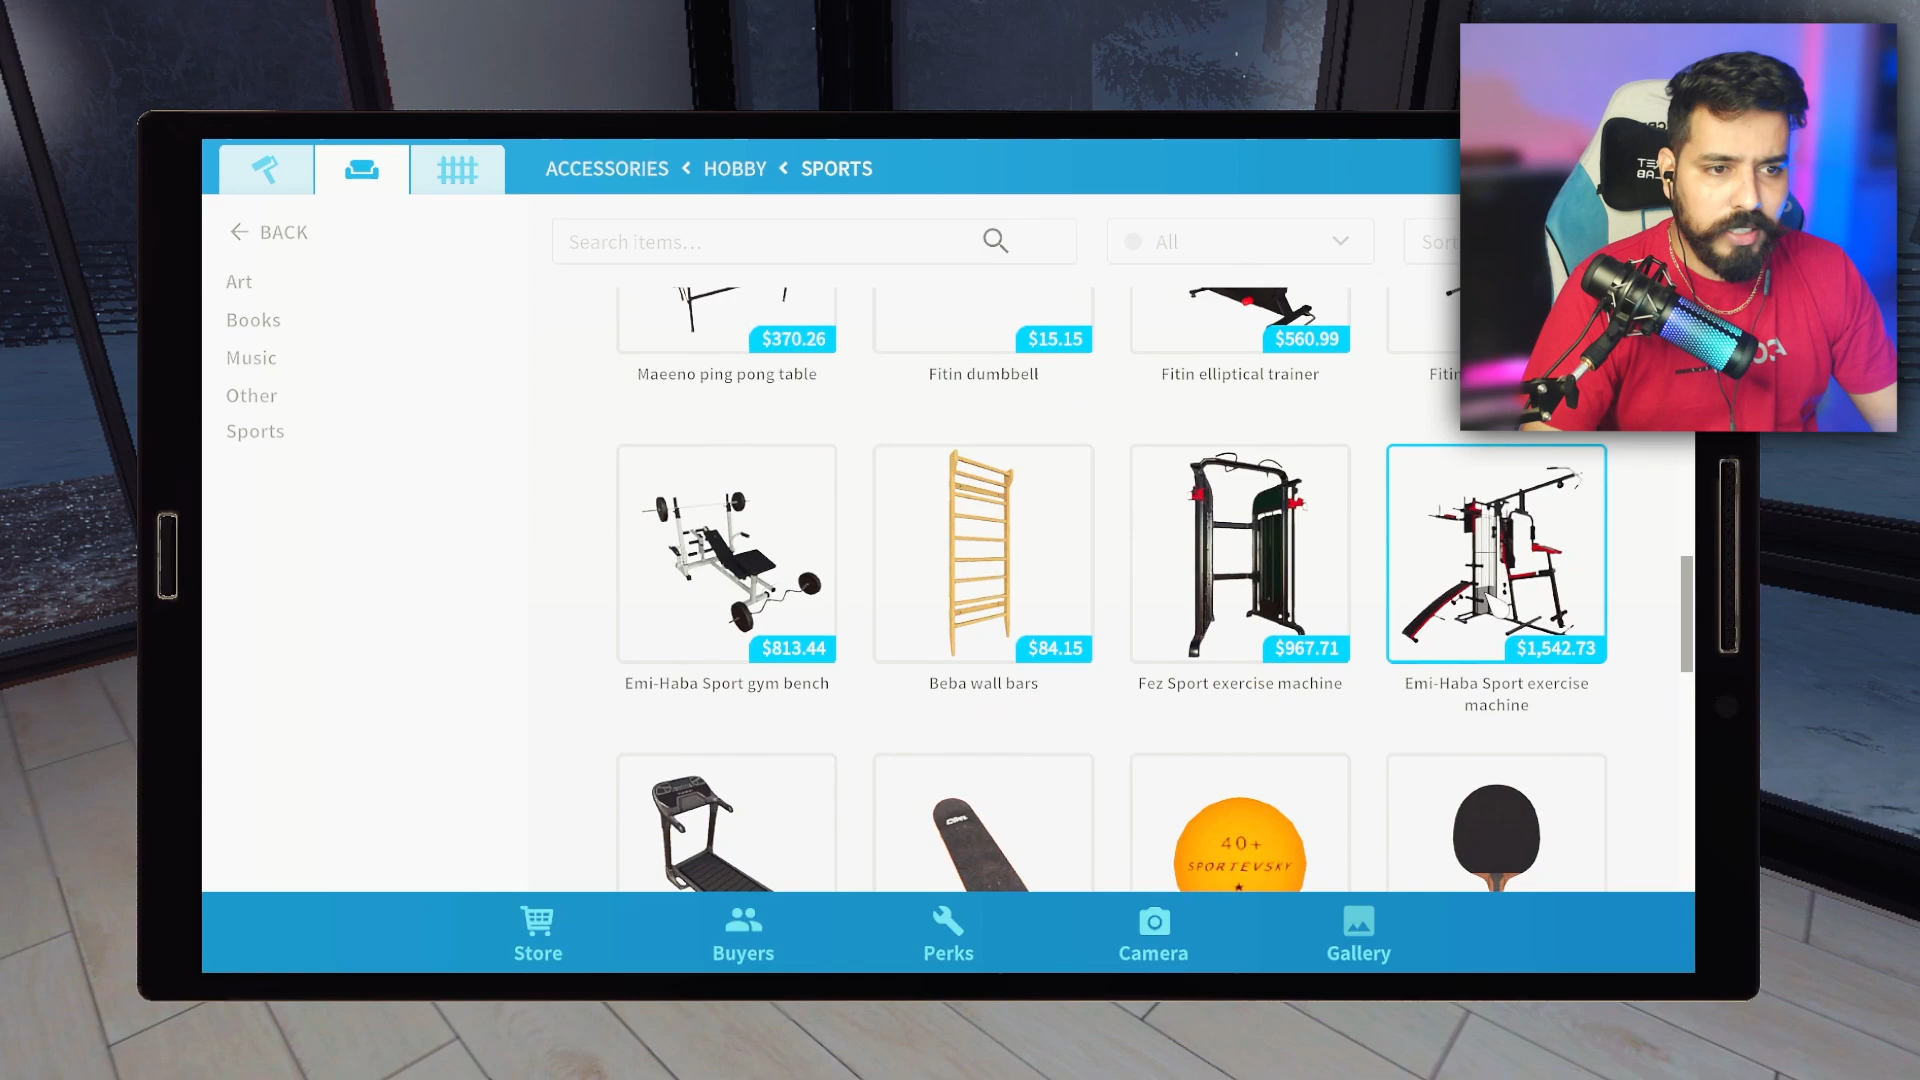 ACCESSORIES < HOBBY < SPORTS
BACK
Search items...
All
Sort
Art
Books
Music
Other
Sports
$370.26
$15.15
$560.99
Maeeno ping pong table
Fitin dumbbell
Fitin elliptical trainer
Fitin
$813.44
$84.15
$967.71
$1,542.73
Emi-Haba Sport gym bench
Beba wall bars
Fez Sport exercise machine
Emi-Haba Sport exercise
machine
40+
SPORTEVSKY
Store
Buyers
Perks
Camera
Gallery